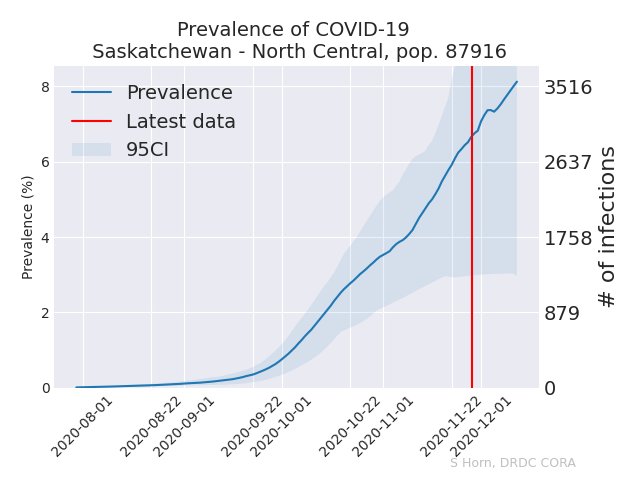 Prevalence of COVID-19
Saskatchewan - North Central, pop. 87916
Prevalence
Latest data
95CI
Prevalence (%)
8
6
4
2
0
3516
2637
1758
879
0
# of infections
2020-08-01
2020-08-22
2020-09-01
2020-09-22
2020-10-01
2020-10-22
2020-11-01
2020-11-22
2020-12-01
S Horn, DRDC CORA